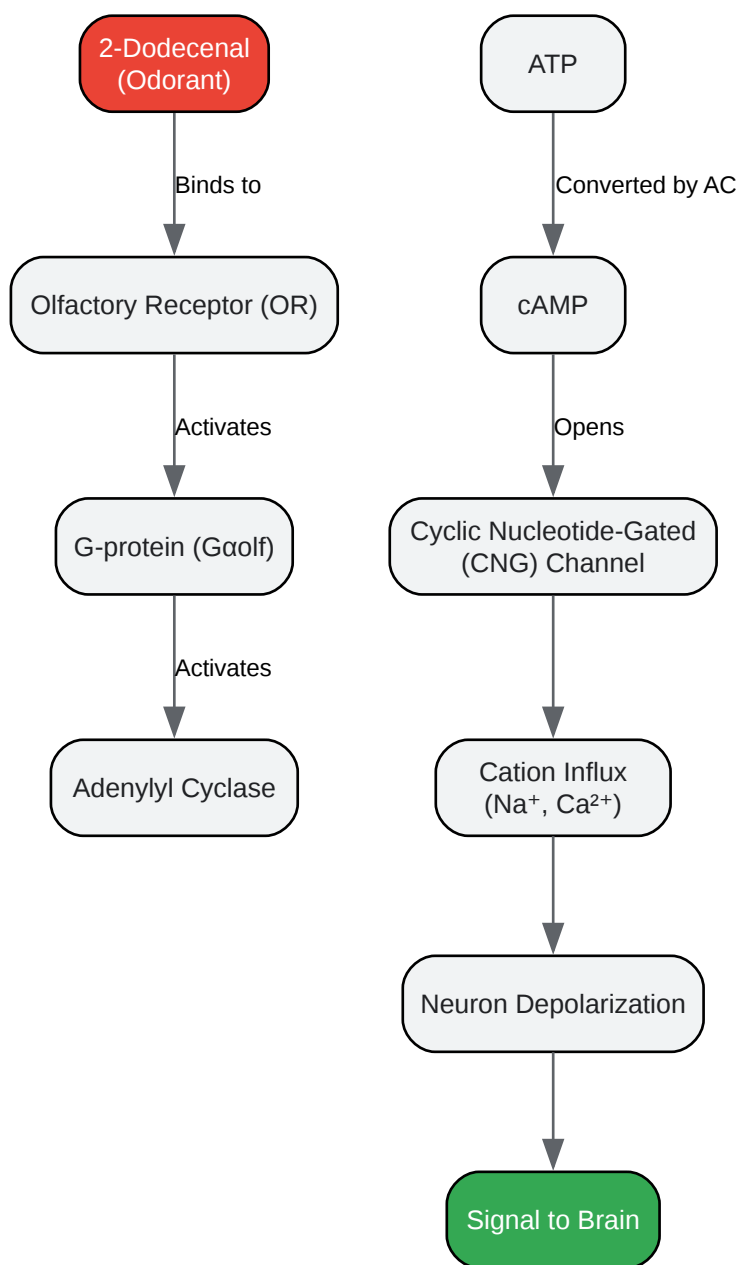 2-Dodecenal
(Odorant)
Binds to
Olfactory Receptor (OR)
Activates
G-protein (Gαolf)
Activates
Adenylyl Cyclase
ATP
Converted by AC
cAMP
Opens
Cyclic Nucleotide-Gated
(CNG) Channel
Cation Influx
(Na⁺, Ca²⁺)
Neuron Depolarization
Signal to Brain